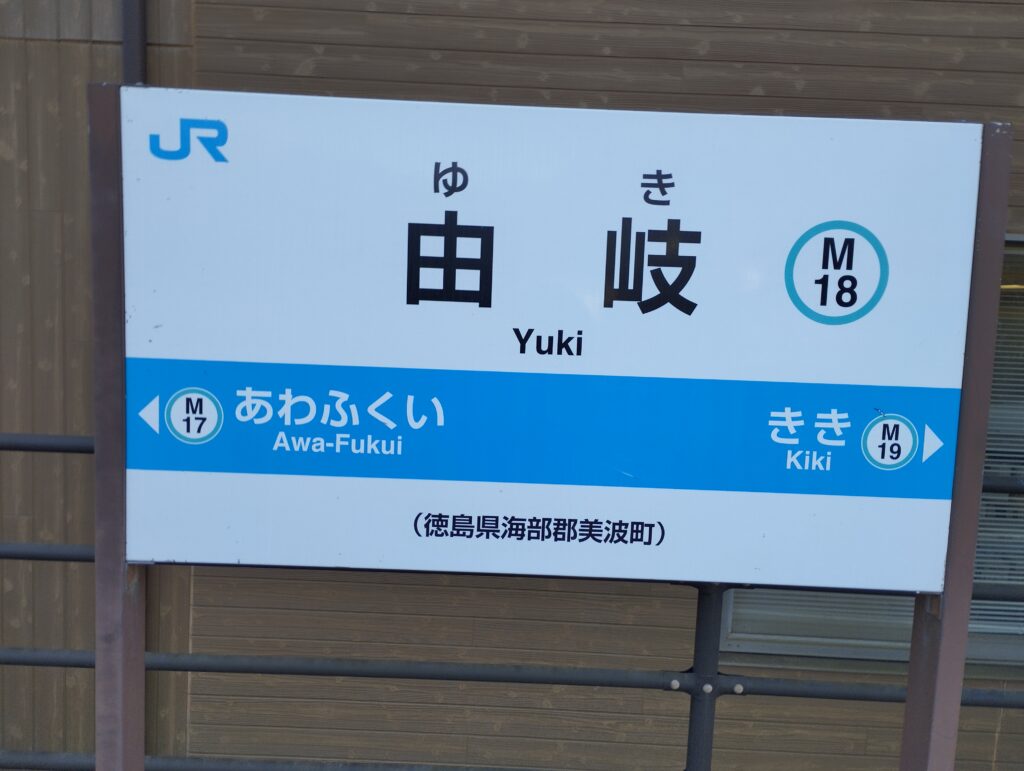 JR
ゆ き
由 岐
M
18
Yuki
M
17
あわふくい
Awa-Fukui
きき
Kiki
M
19
(徳島県海部郡美波町)